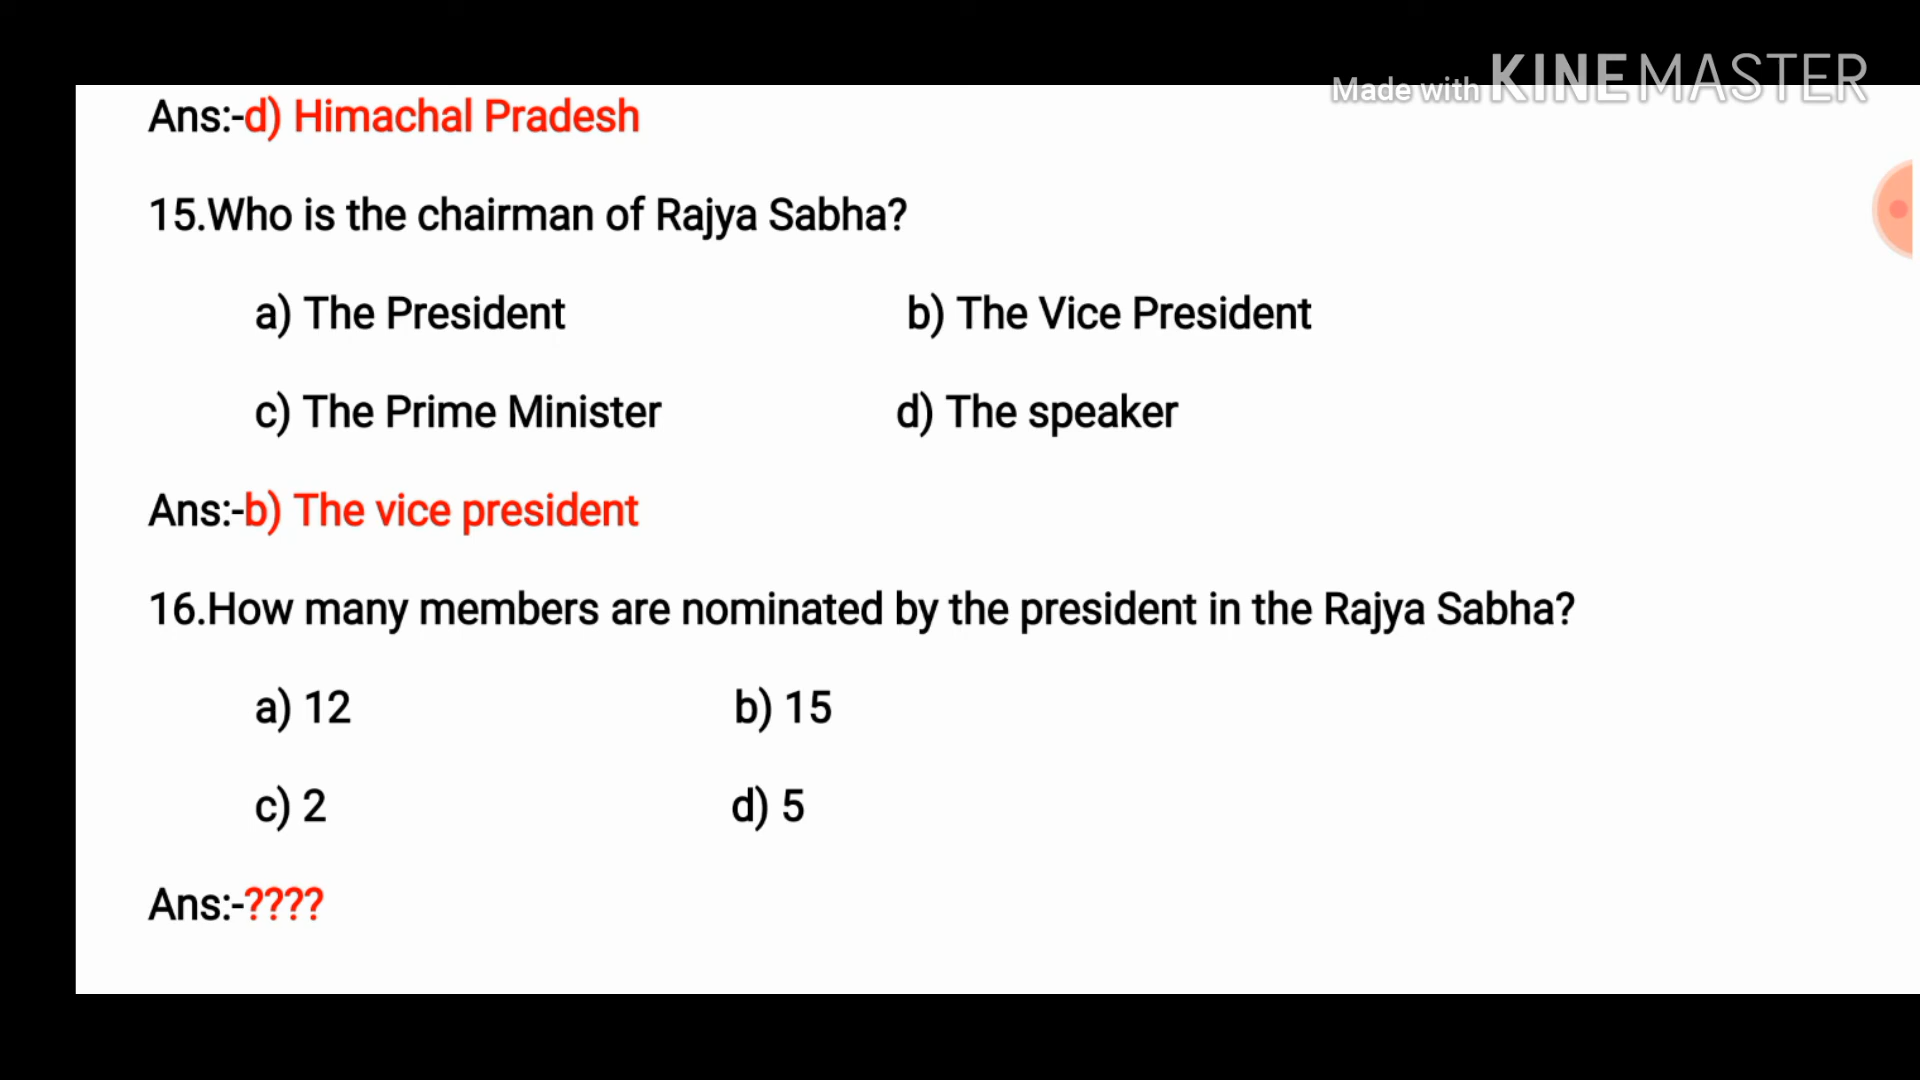 Made with KINEMASTER
Ans:-d) Himachal Pradesh
15.Who is the chairman of Rajya Sabha?
a) The President b) The Vice President
c) The Prime Minister d) The speaker
Ans:-b) The vice president
16.How many members are nominated by the president in the Rajya Sabha?
a) 12 b) 15
c) 2 d) 5
Ans:-????